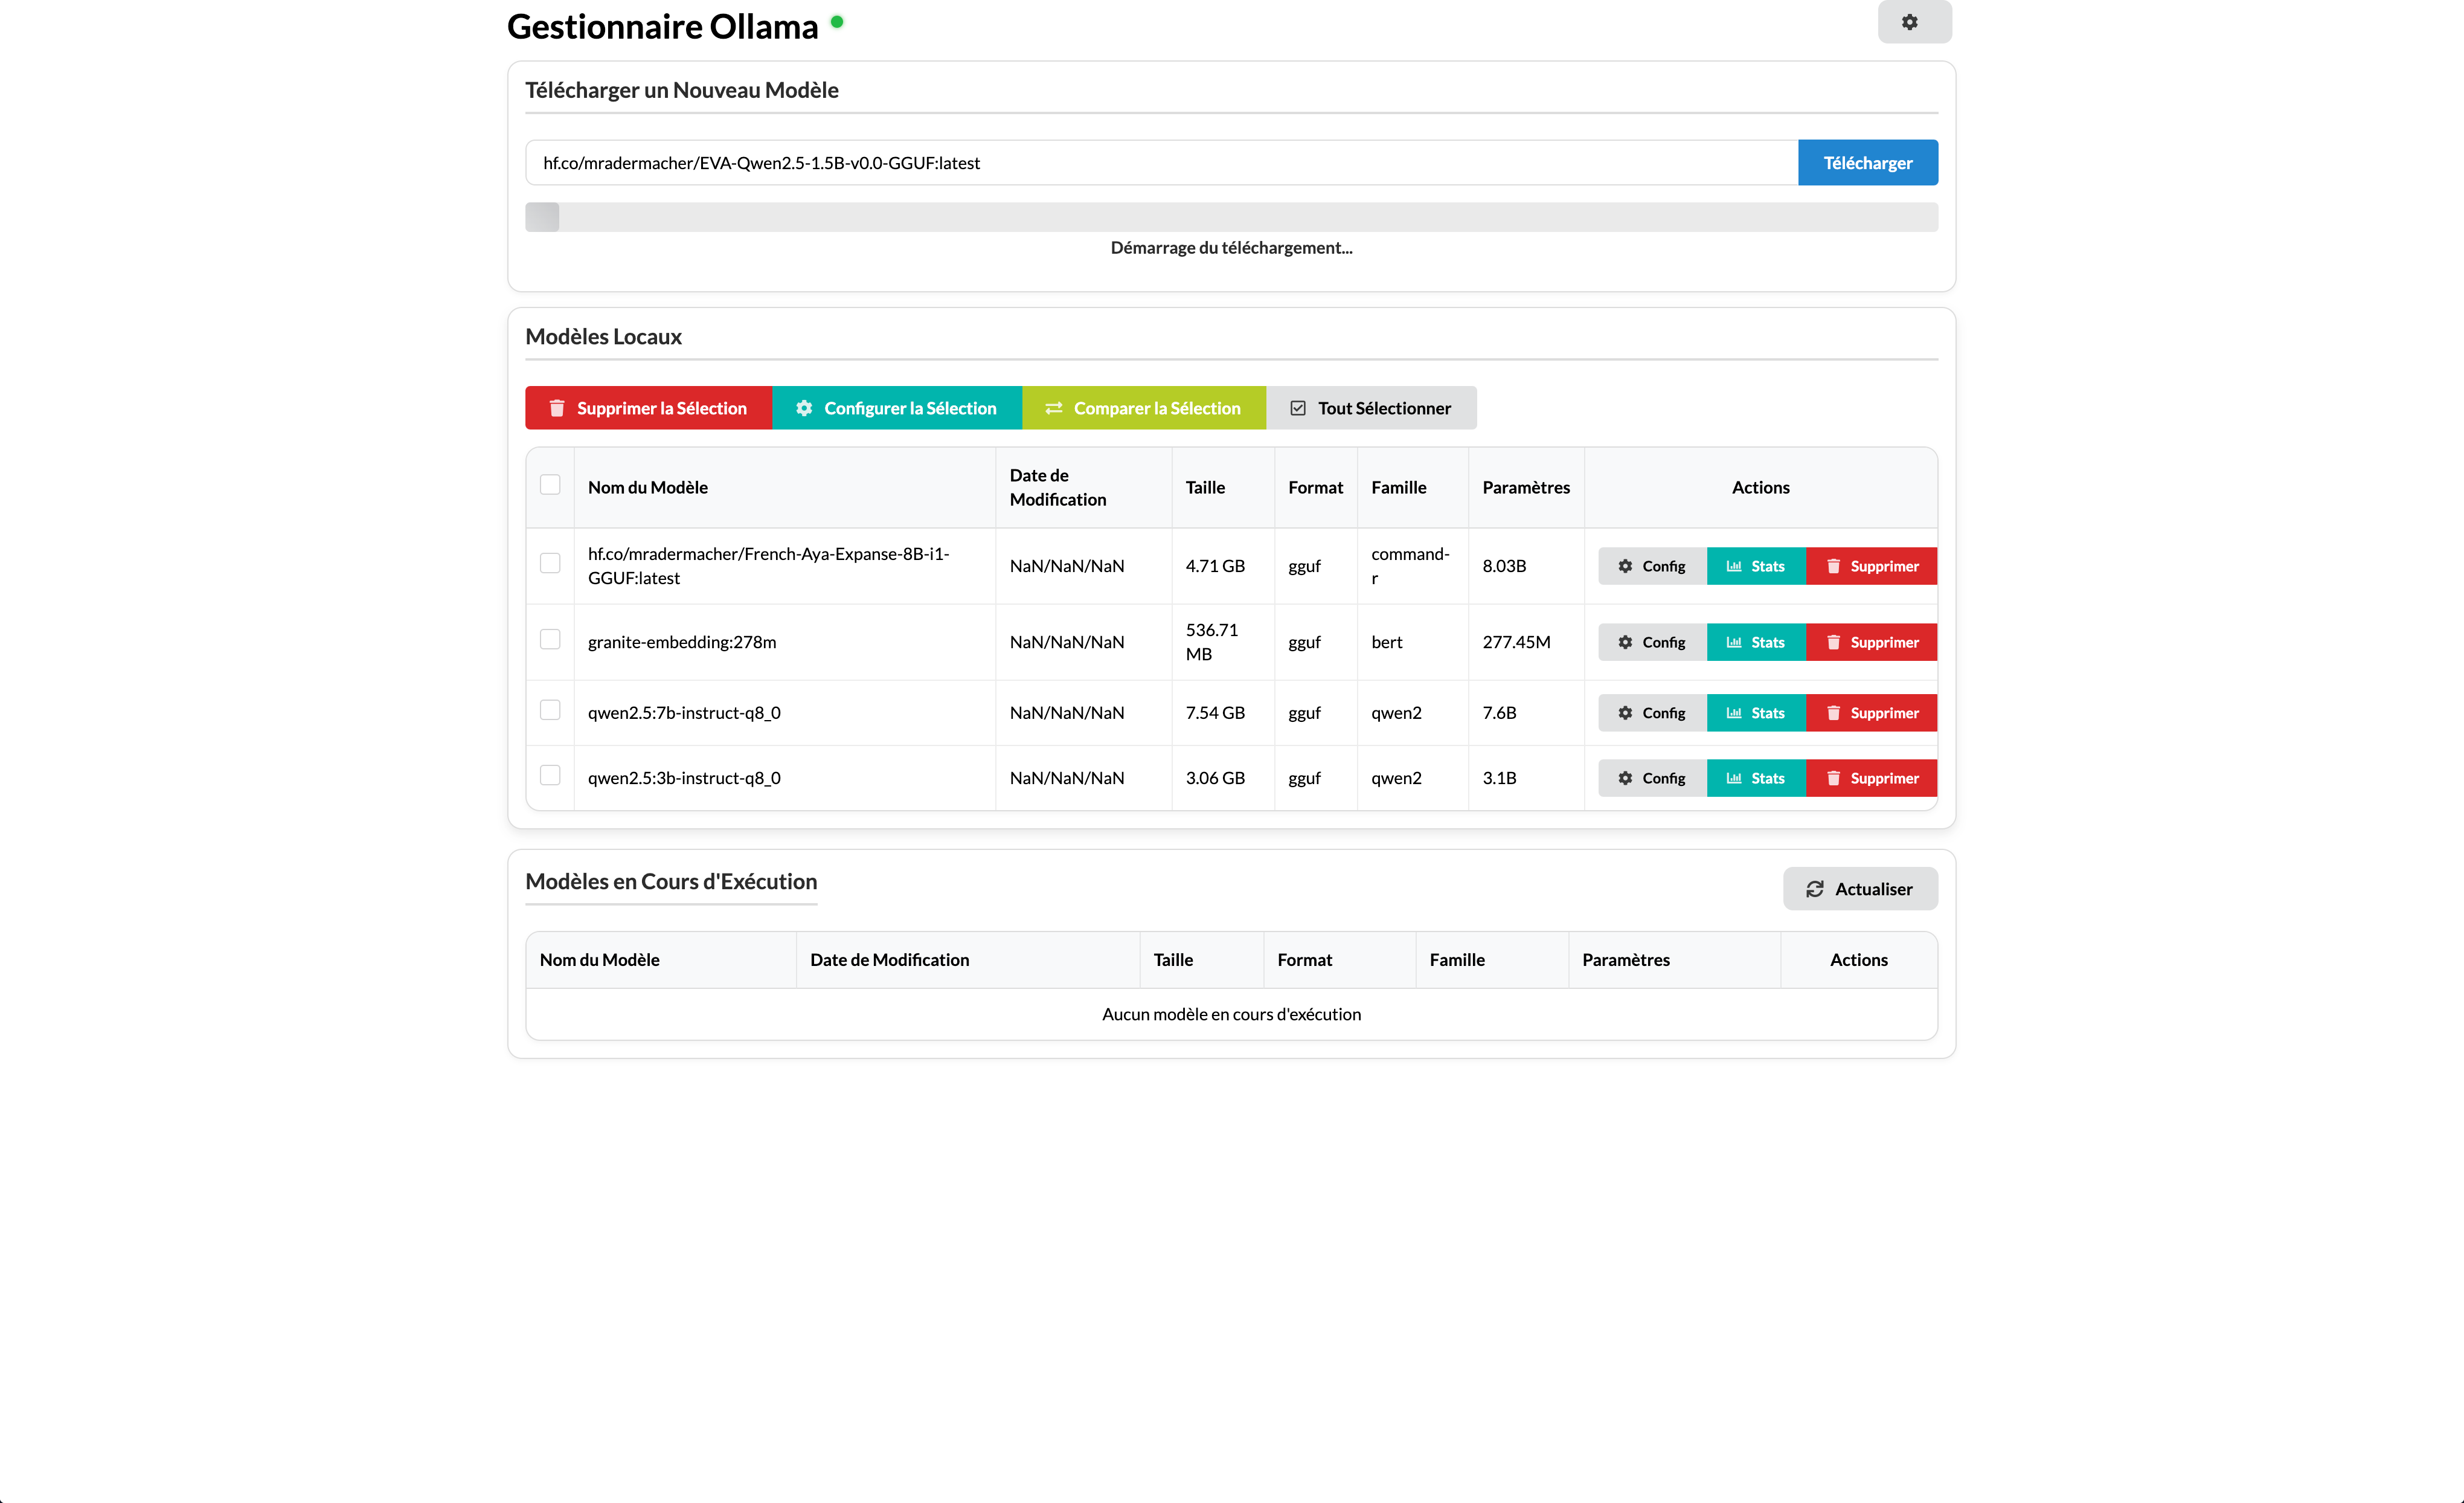 Gestionnaire Ollama
Télécharger un Nouveau Modèle
hf.co/mradermacher/EVA-Qwen2.5-1.5B-v0.0-GGUF:latest
Télécharger
Démarrage du téléchargement...
Modèles Locaux
Supprimer la Sélection Configurer la Sélection Comparer la Sélection Tout Sélectionner
Nom du Modèle Date de Modification Taille Format Famille Paramètres Actions
hf.co/mradermacher/French-Aya-Expanse-8B-i1-
GGUF:latest
NaN/NaN/NaN 4.71 GB gguf command-
r
8.03B Config Stats Supprimer
granite-embedding:278m NaN/NaN/NaN 536.71
MB
gguf bert 277.45M Config Stats Supprimer
qwen2.5:7b-instruct-q8_0 NaN/NaN/NaN 7.54 GB gguf qwen2 7.6B Config Stats Supprimer
qwen2.5:3b-instruct-q8_0 NaN/NaN/NaN 3.06 GB gguf qwen2 3.1B Config Stats Supprimer
Modèles en Cours d'Exécution
Actualiser
Nom du Modèle Date de Modification Taille Format Famille Paramètres Actions
Aucun modèle en cours d'exécution